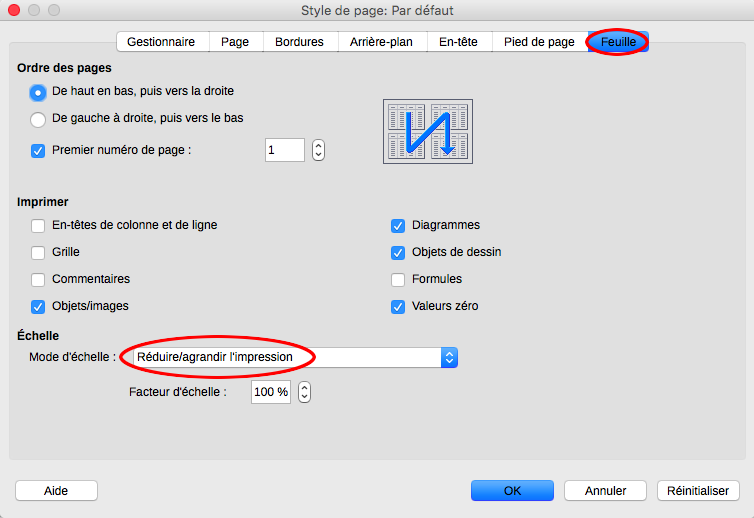 Style de page: Par défaut
Gestionnaire Page Bordures Arrière-plan En-tête Pied de page Feuille
Ordre des pages
De haut en bas, puis vers la droite
De gauche à droite, puis vers le bas
Premier numéro de page : 1
Imprimer
En-têtes de colonne et de ligne Diagrammes
Grille Objets de dessin
Commentaires Formules
Objets/images Valeurs zéro
Échelle
Mode d'échelle : Réduire/agrandir l'impression
Facteur d'échelle : 100 %
Aide OK Annuler Réinitialiser